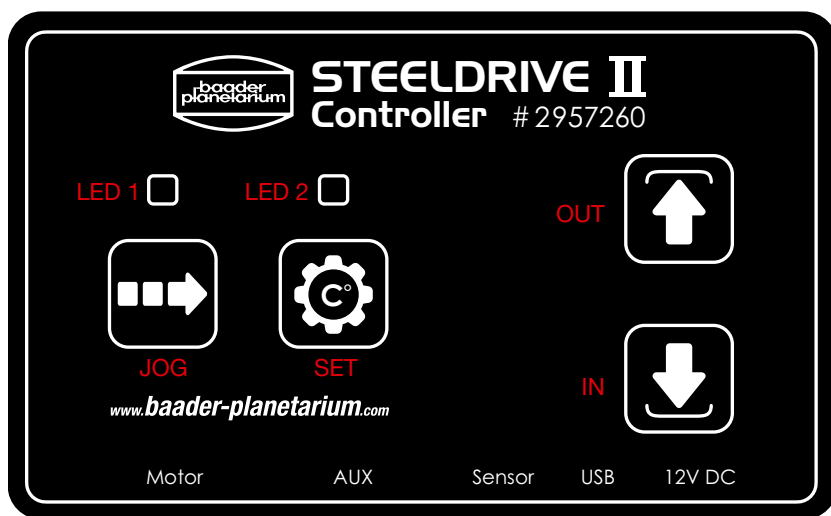 baader planetarium
STEELDRIVE II
Controller #2957260
LED 1
LED 2
OUT
C°
JOG
SET
IN
www.baader-planetarium.com
Motor AUX Sensor USB 12V DC